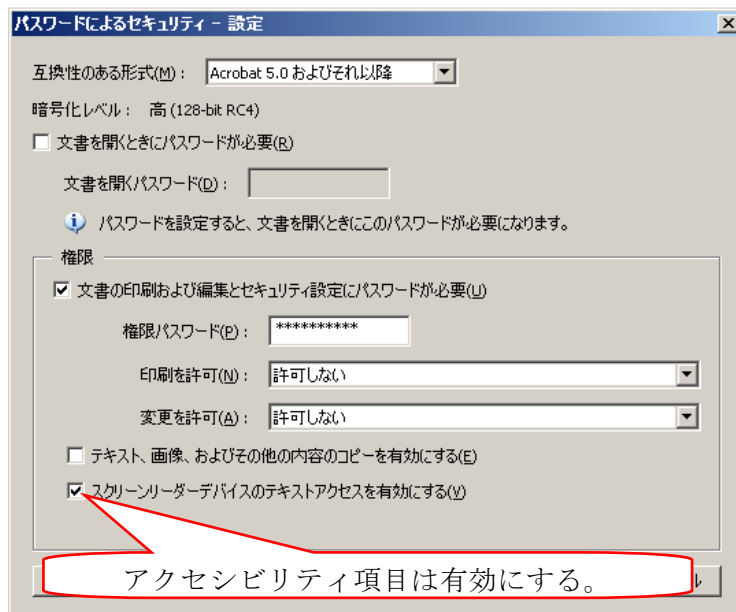 パスワードによるセキュリティ - 設定
互換性のある形式(M)： Acrobat 5.0 およびそれ以降
暗号化レベル： 高 (128-bit RC4)
文書を開くときにパスワードが必要(R)
文書を開くパスワード(D)：
パスワードを設定すると、文書を開くときにこのパスワードが必要になります。
権限
文書の印刷および編集とセキュリティ設定にパスワードが必要(U)
権限パスワード(P)： **********
印刷を許可(N)： 許可しない
変更を許可(A)： 許可しない
テキスト、画像、およびその他の内容のコピーを有効にする(E)
スクリーンリーダーデバイスのテキストアクセスを有効にする(V)
アクセシビリティ項目は有効にする。